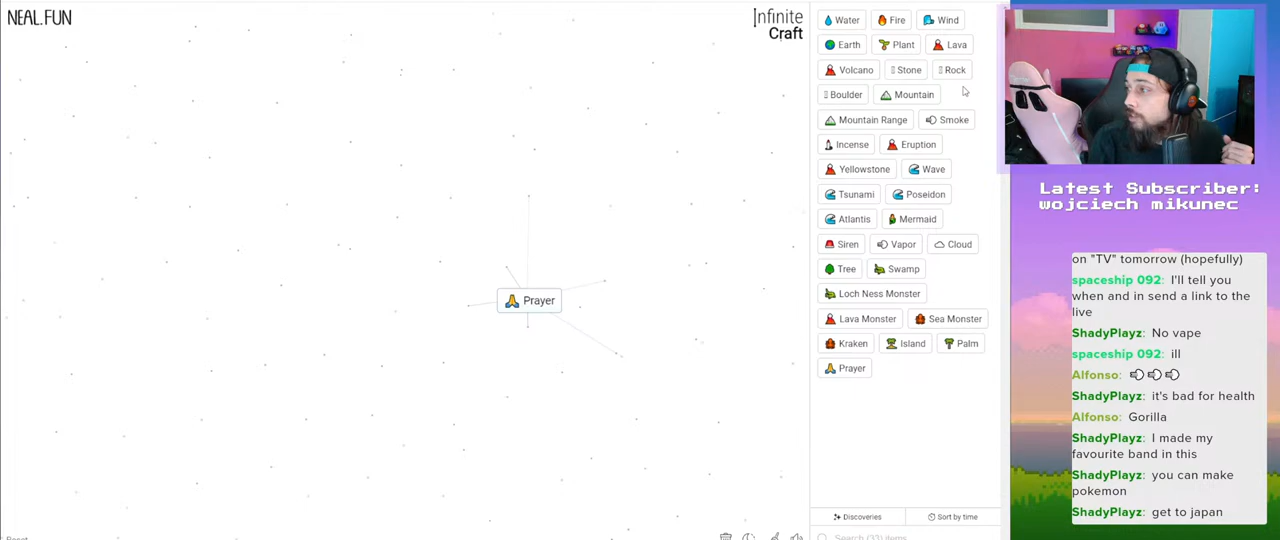 NEAL.FUN
Infinite
Craft
Water
Fire
Wind
Earth
Plant
Lava
Volcano
Stone
Rock
Boulder
Mountain
Mountain Range
Smoke
Incense
Eruption
Yellowstone
Wave
Tsunami
Poseidon
Atlantis
Mermaid
Siren
Vapor
Cloud
Tree
Swamp
Loch Ness Monster
Lava Monster
Sea Monster
Kraken
Island
Palm
Prayer
Prayer
Discoveries
Sort by time
Search (33) items
Reset
Latest Subscriber:
wojciech mikunec
on "TV" tomorrow (hopefully)
spaceship 092: I'll tell you
when and in send a link to the
live
ShadyPlayz: No vape
spaceship 092: ill
Alfonso:
ShadyPlayz: it's bad for health
Alfonso: Gorilla
ShadyPlayz: I made my
favourite band in this
ShadyPlayz: you can make
pokemon
ShadyPlayz: get to japan